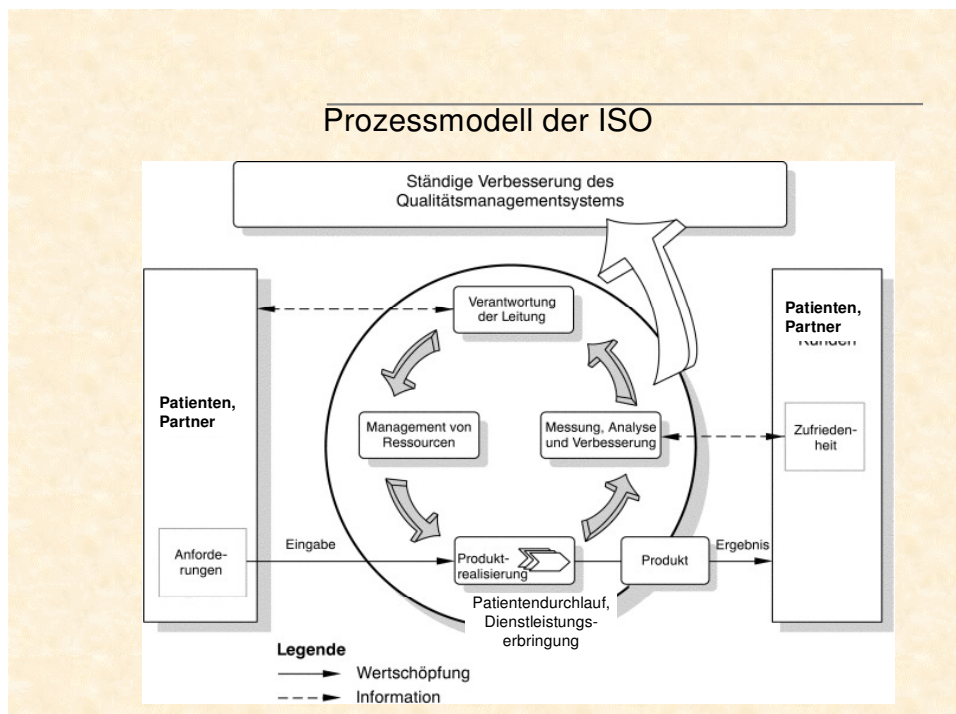 Prozessmodell der ISO
Ständige Verbesserung des
Qualitätsmanagementsystems
Verantwortung
der Leitung
Patienten,
Partner
Kunden
Patienten,
Partner
Management von
Ressourcen
Messung, Analyse
und Verbesserung
Zufrieden-
heit
Anforde-
rungen
Eingabe
Produkt-
realisierung
Produkt
Ergebnis
Patientendurchlauf,
Dienstleistungs-
erbringung
Legende
Wertschöpfung
Information